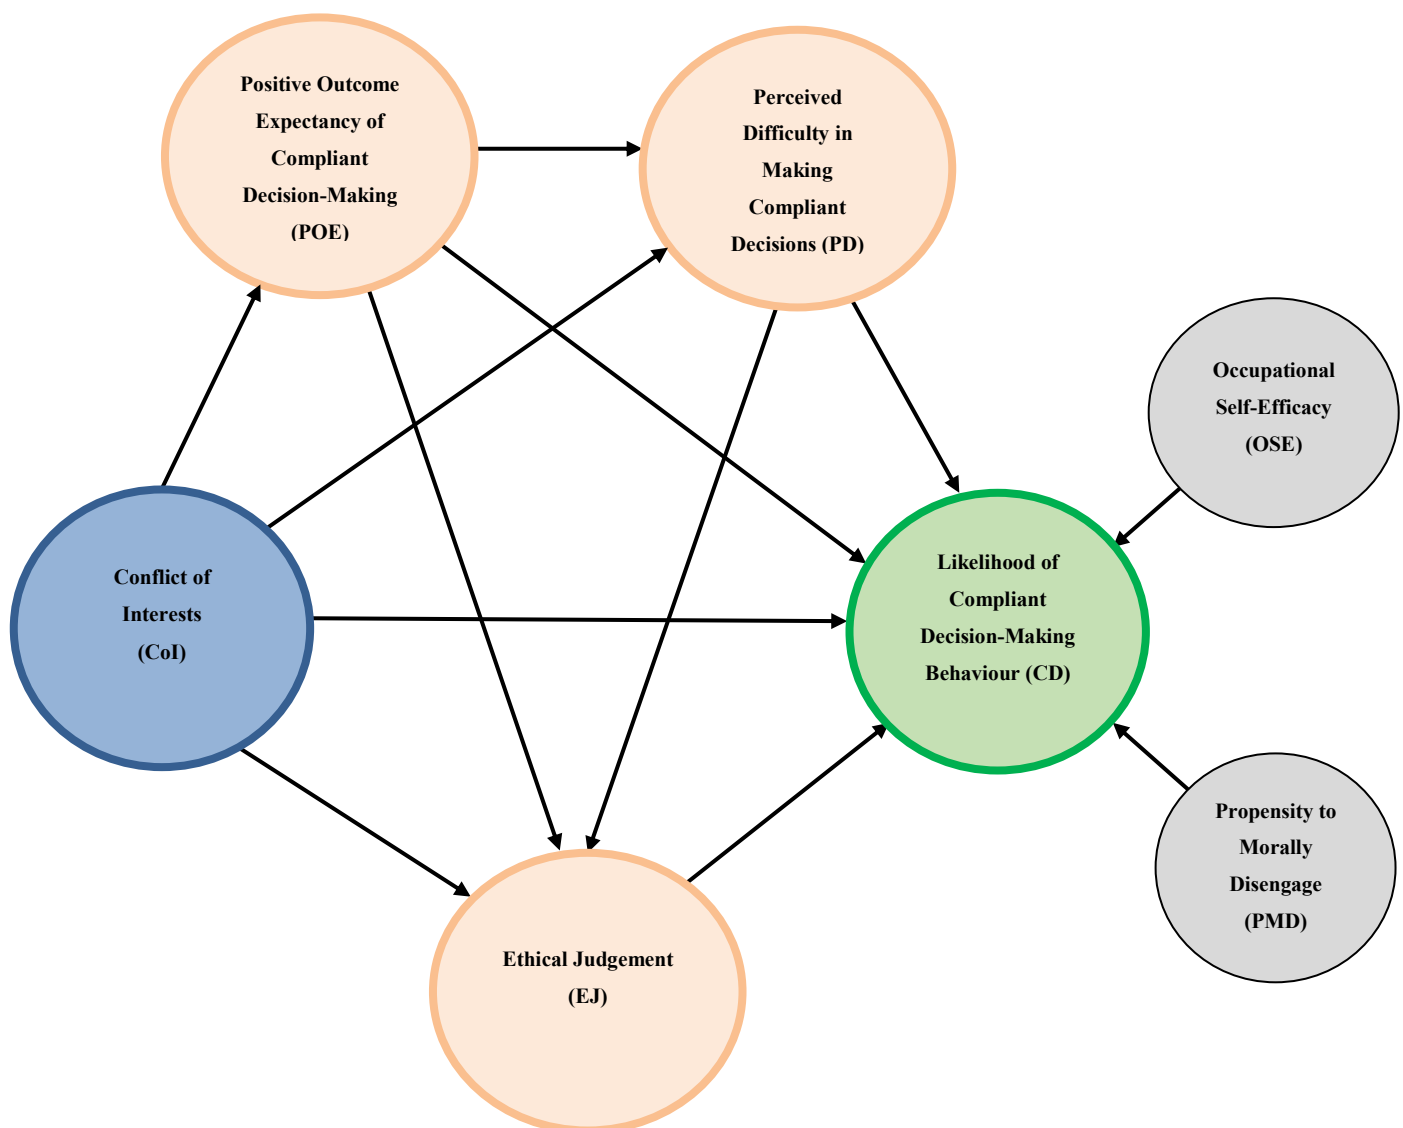 Positive Outcome
Expectancy of
Compliant
Decision-Making
(POE)
Perceived
Difficulty in
Making
Compliant
Decisions (PD)
Occupational
Self-Efficacy
(OSE)
Conflict of
Interests
(CoI)
Likelihood of
Compliant
Decision-Making
Behaviour (CD)
Propensity to
Morally
Disengage
(PMD)
Ethical Judgement
(EJ)